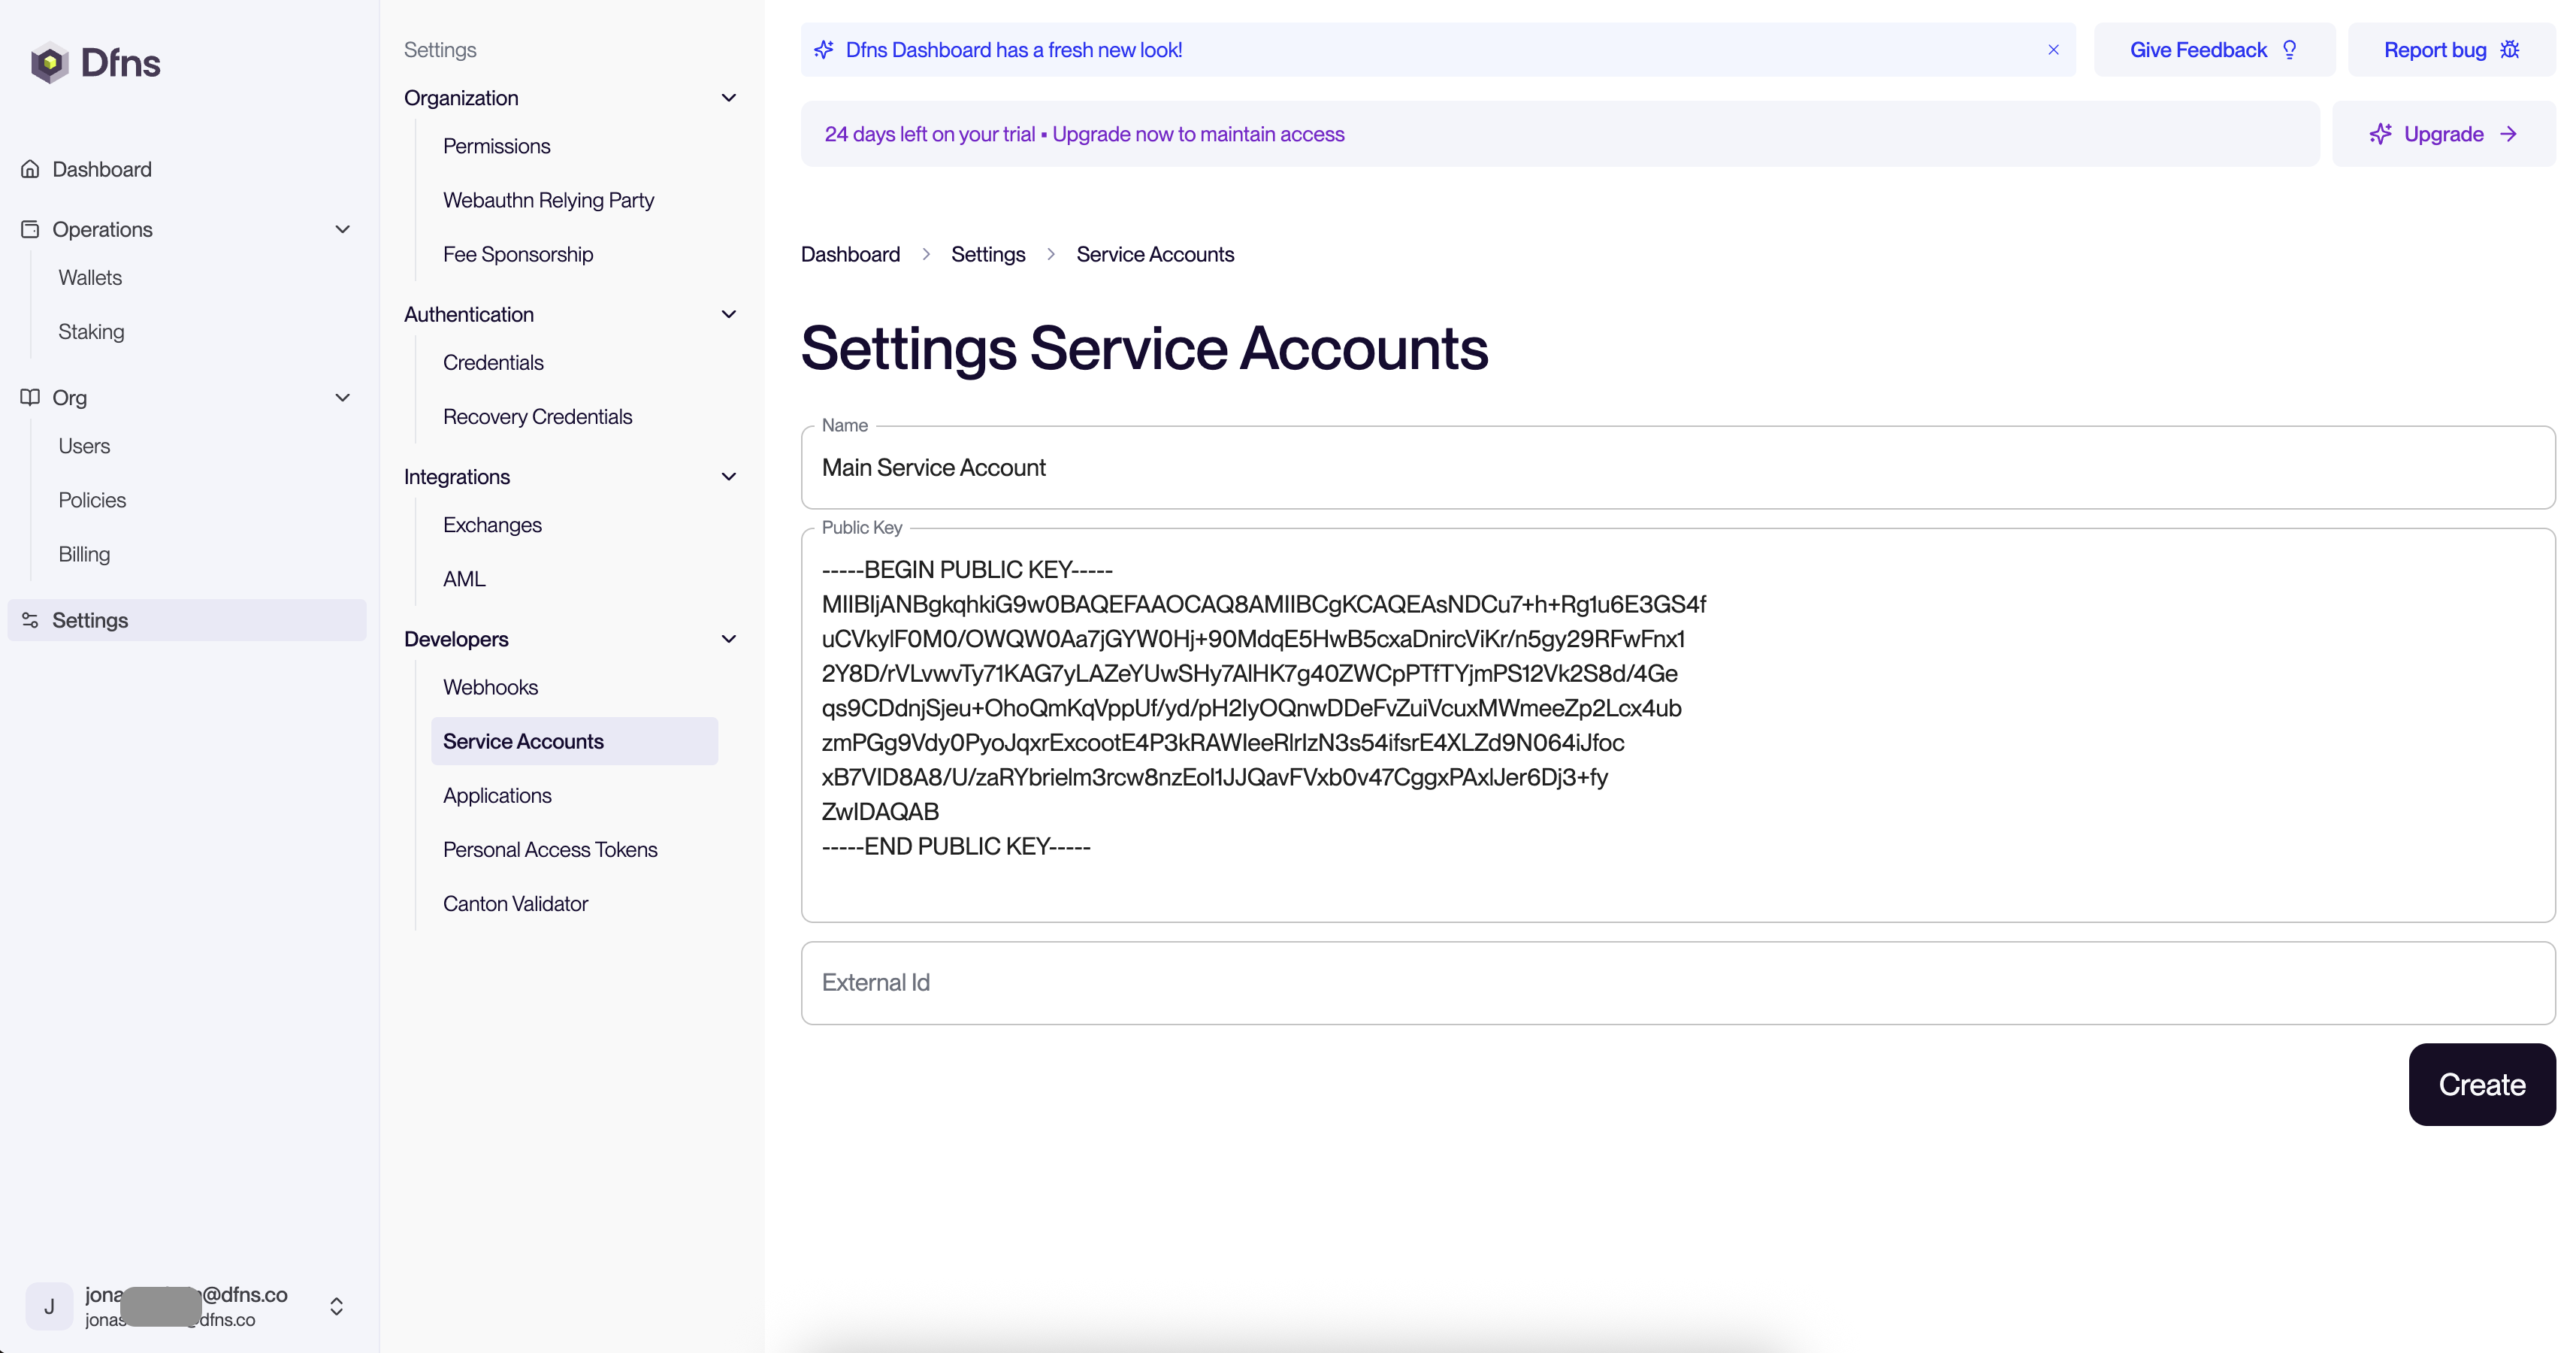 Dfns
Dashboard
Operations
Wallets
Staking
Org
Users
Policies
Billing
Settings
J
@dfns.co
dfns.co
Settings
Organization
Permissions
Webauthn Relying Party
Fee Sponsorship
Authentication
Credentials
Recovery Credentials
Integrations
Exchanges
AML
Developers
Webhooks
Service Accounts
Applications
Personal Access Tokens
Canton Validator
Dfns Dashboard has a fresh new look!
Give Feedback
Report bug
24 days left on your trial • Upgrade now to maintain access
Upgrade
Dashboard > Settings > Service Accounts
Settings Service Accounts
Name
Main Service Account
Public Key
-----BEGIN PUBLIC KEY-----
MIIBIjANBgkqhkiG9w0BAQEFAAOCAQ8AMIIBCgKCAQEAsNDCu7+h+Rg1u6E3GS4f
uCVkylF0M0/OWQW0Aa7jGYW0Hj+90MdqE5HwB5cxaDnircViKr/n5gy29RFwFnx1
2Y8D/rVLvwvTy71KAG7yLAZeYUwSHy7AlHK7g40ZWCpPTfTYjmPS12Vk2S8d/4Ge
qs9CDdnjSjeu+OhoQmKqVppUf/yd/pH2IyOQnwDDeFvZuiVcuxMWmeeZp2Lcx4ub
zmPGg9Vdy0PyoJqxrExcootE4P3kRAWIeeRlrIzN3s54ifsrE4XLZd9N064iJfoc
xB7VID8A8/U/zaRYbrielm3rcw8nzEoI1JJQavFVxb0v47CggxPAxlJer6Dj3+fy
ZwIDAQAB
-----END PUBLIC KEY-----
External Id
Create